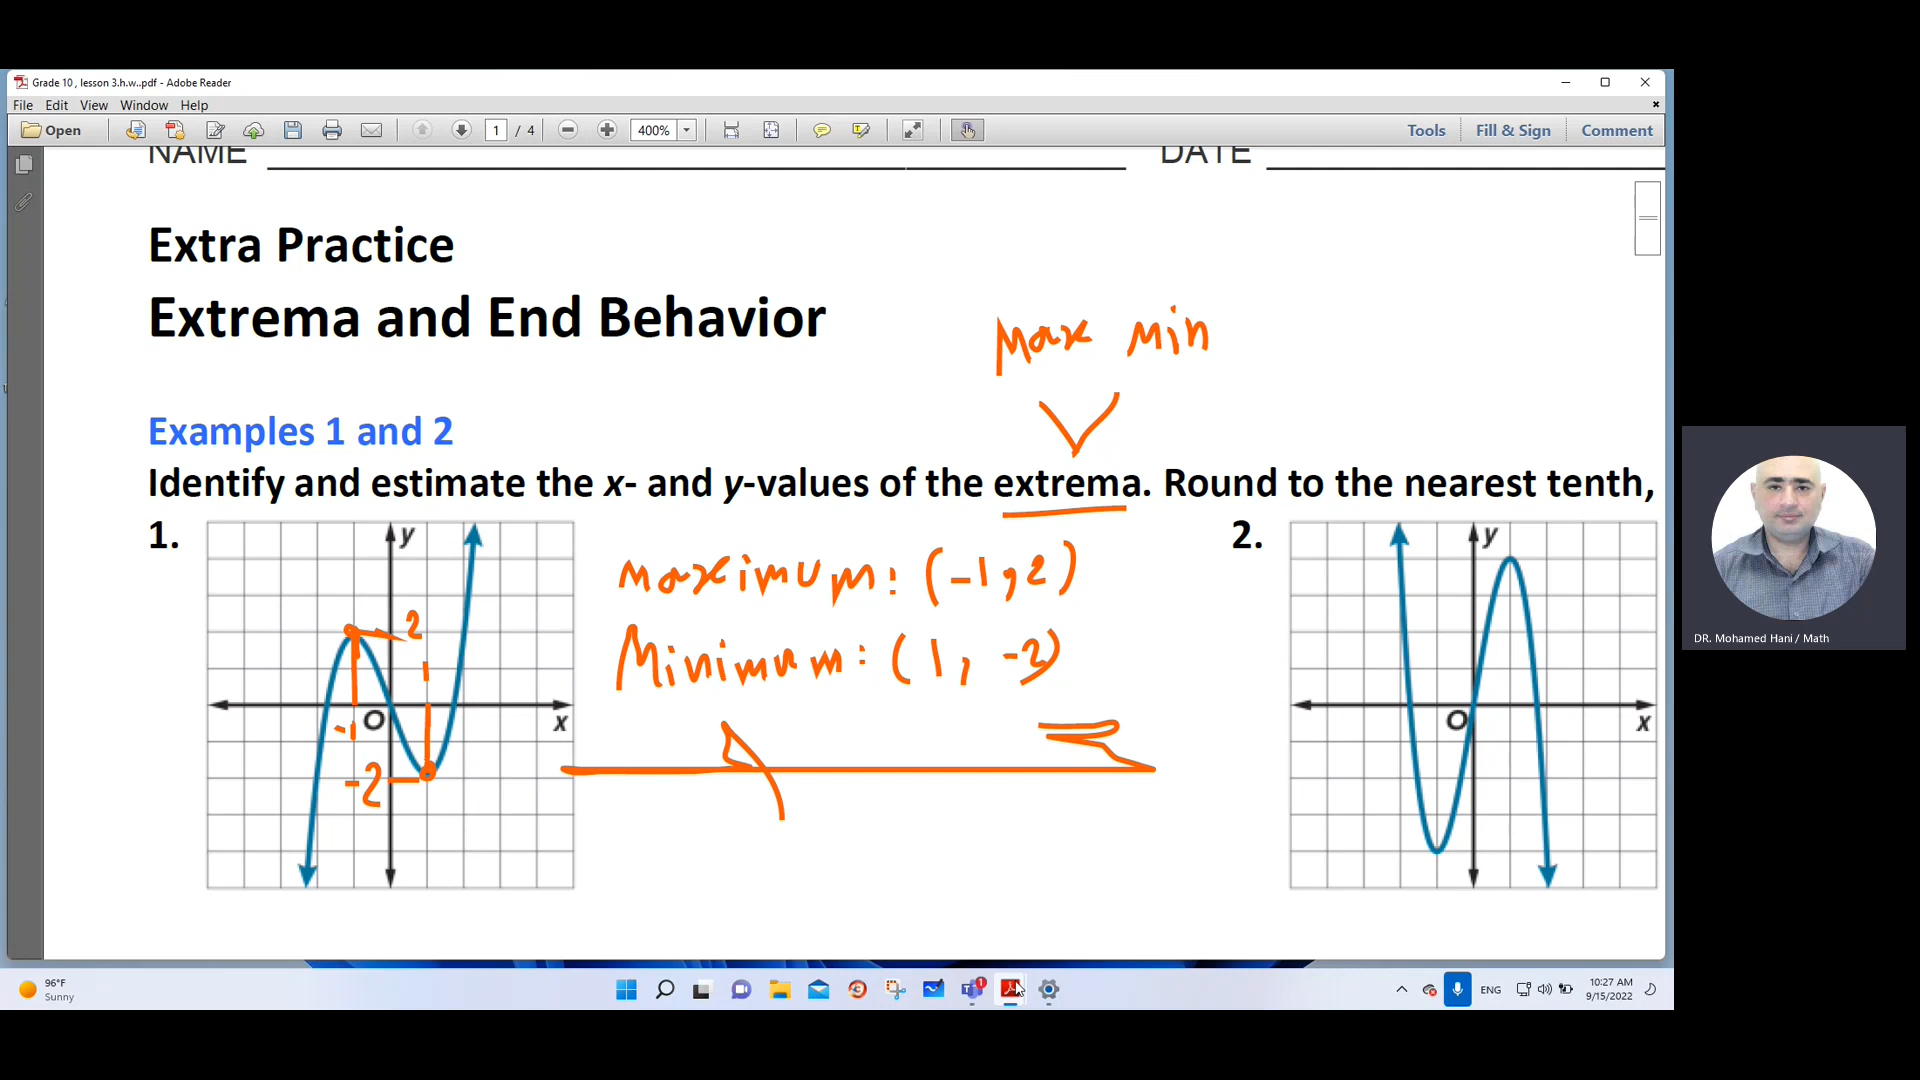 Grade 10 , lesson 3.h.w..pdf - Adobe Reader
File Edit View Window Help
Open 1 / 4 400% Tools Fill & Sign Comment
NAME DATE
Extra Practice
Extrema and End Behavior
Max Min
Examples 1 and 2
Identify and estimate the x- and y-values of the extrema. Round to the nearest tenth,
1.
y
2
1
O
-1
x
-2
maximum: (-1, 2)
Minimum: (1, -2)
2.
y
O
x
DR. Mohamed Hani / Math
96°F
Sunny
1
ENG
10:27 AM
9/15/2022